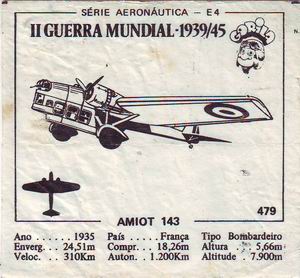 SÉRIE AERONÁUTICA – E4
II GUERRA MUNDIAL-1939/45
479
AMIOT 143
Ano ...... 1935 País ..... França Tipo Bombardeiro
Enverg. .. 24,51m Compr. .. 18,26m Altura .... 5,66m
Veloc. .. 310Km Auton. . 1.200Km Altitude . 7.900m